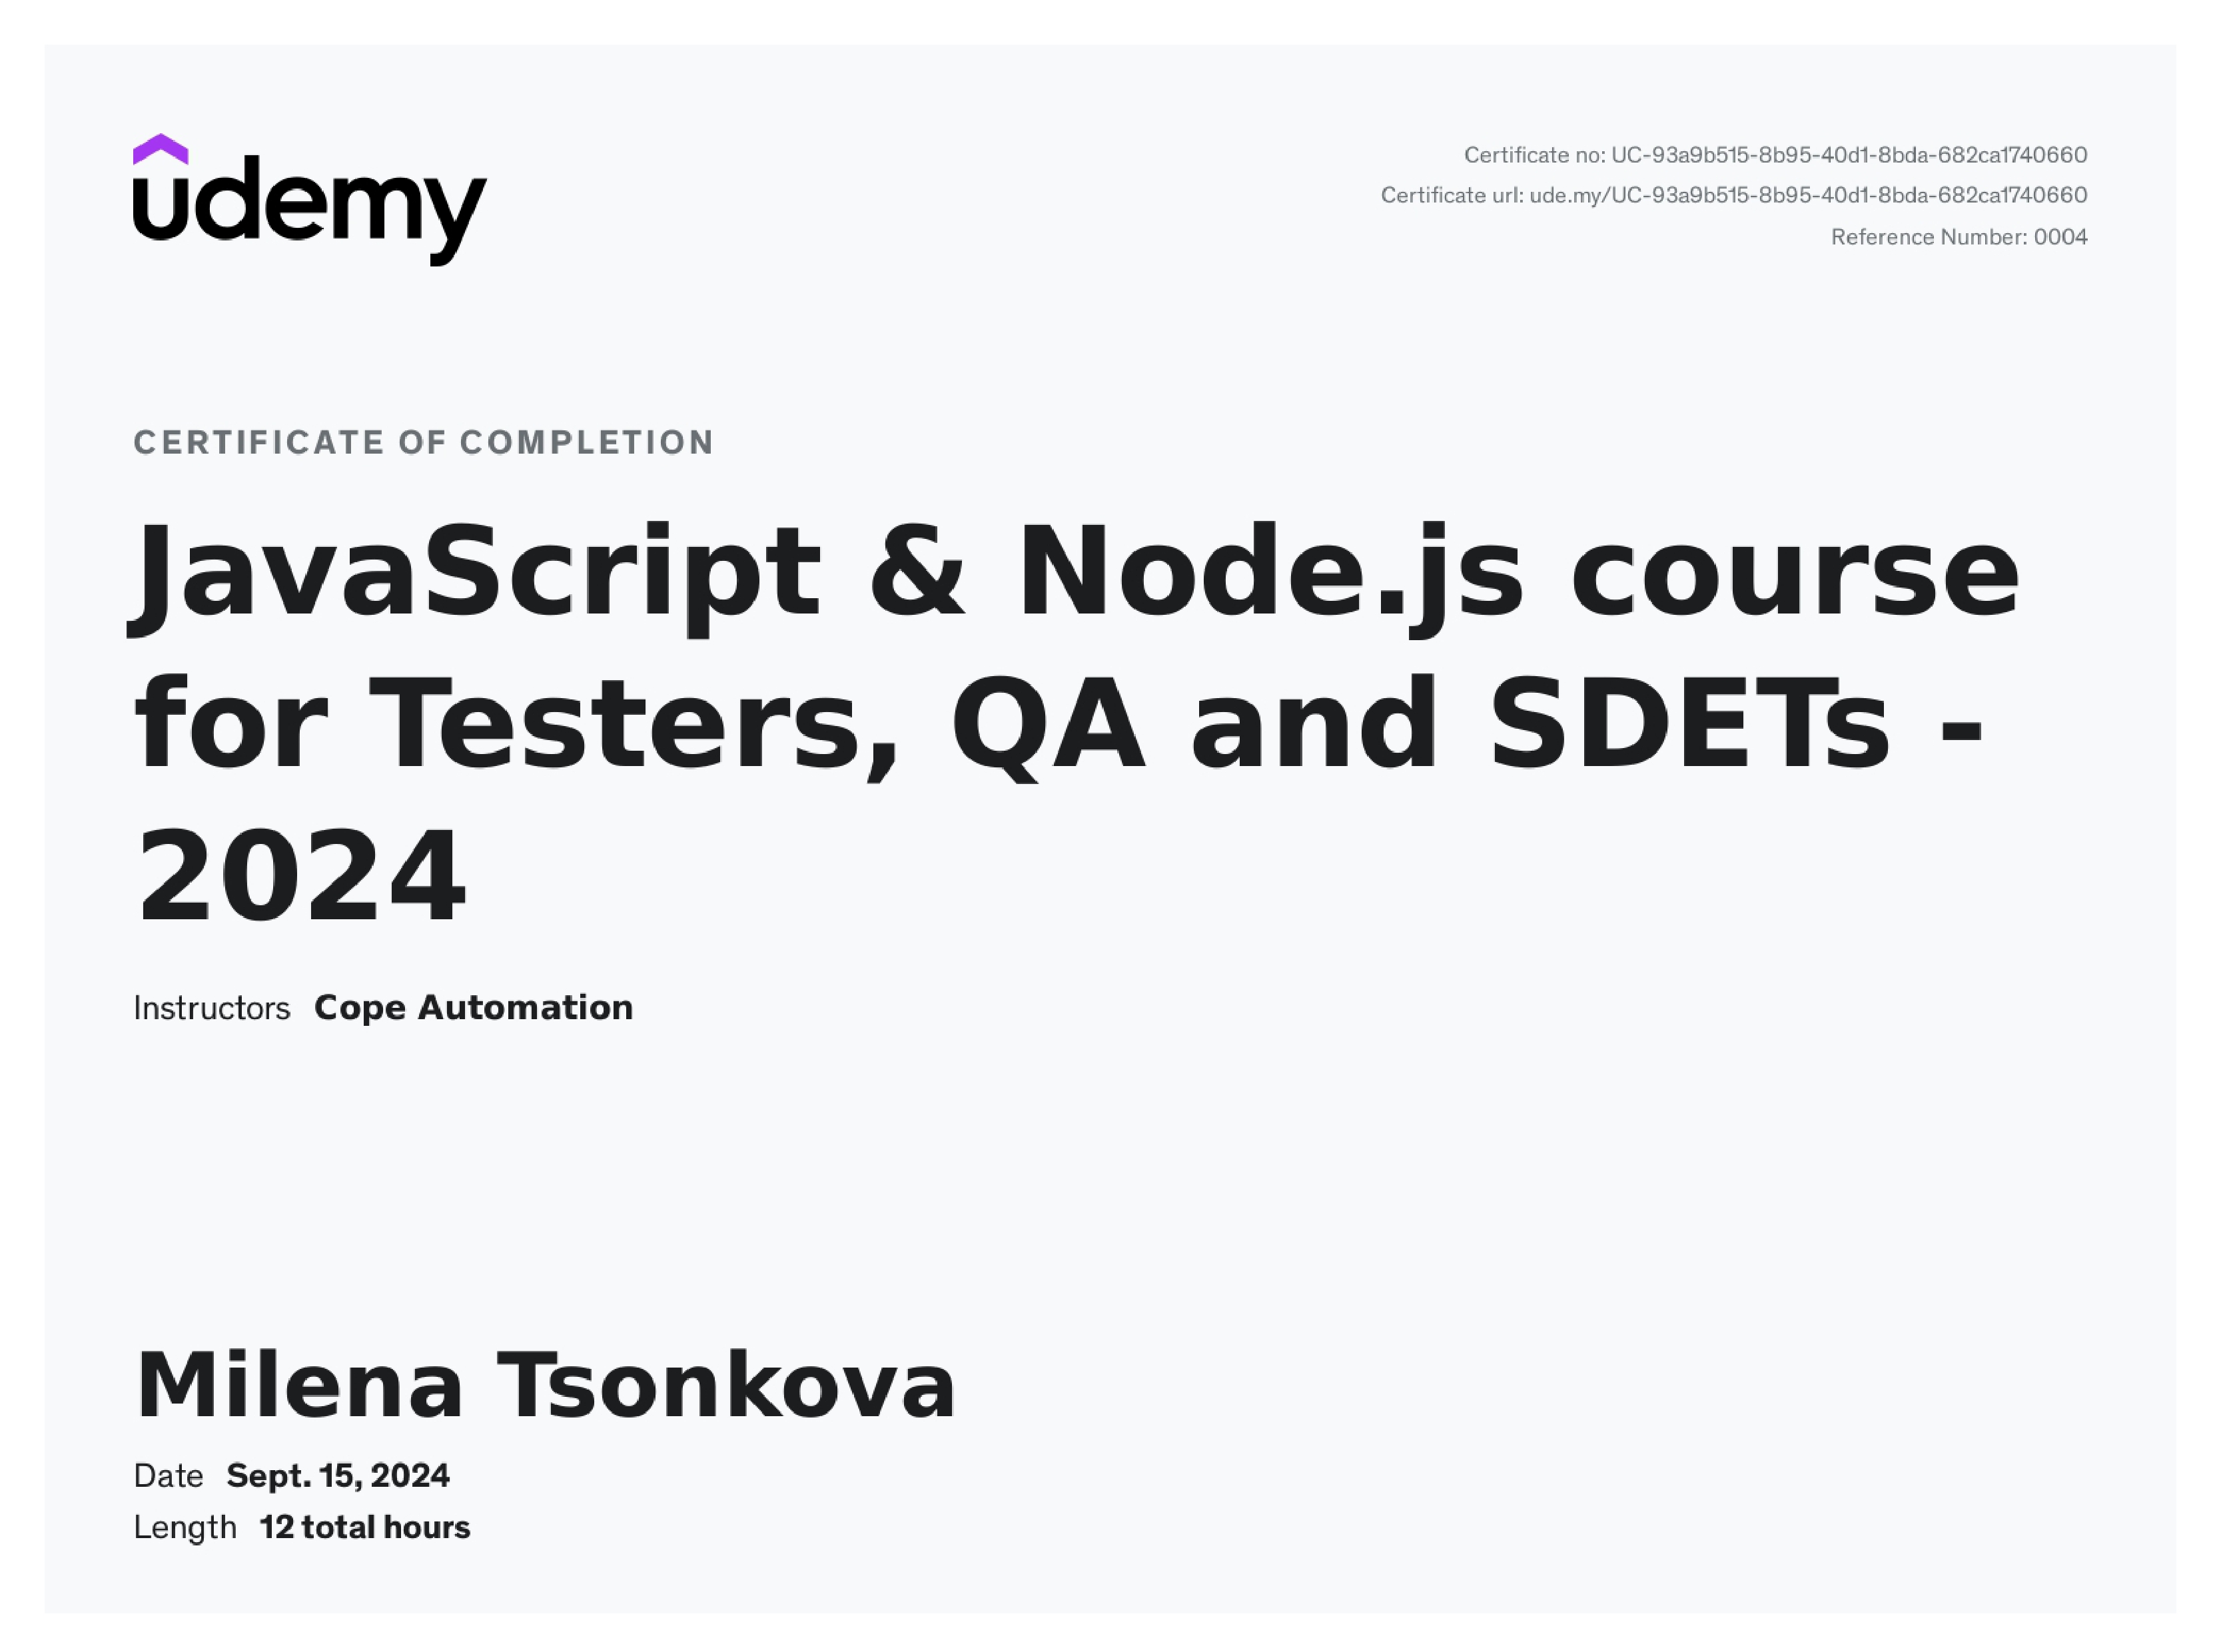 udemy
Certificate no: UC-93a9b515-8b95-40d1-8bda-682ca1740660
Certificate url: ude.my/UC-93a9b515-8b95-40d1-8bda-682ca1740660
Reference Number: 0004
CERTIFICATE OF COMPLETION
JavaScript & Node.js course
for Testers, QA and SDETs -
2024
Instructors Cope Automation
Milena Tsonkova
Date Sept. 15, 2024
Length 12 total hours